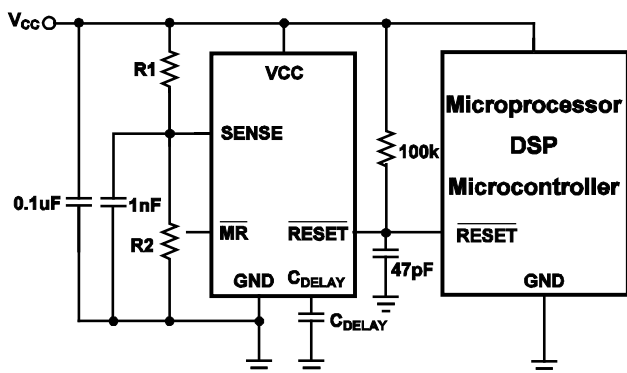 VCC
R1
VCC
SENSE
0.1uF
1nF
R2
MR
RESET
GND
CDELAY
CDELAY
100k
47pF
Microprocessor
DSP
Microcontroller
RESET
GND